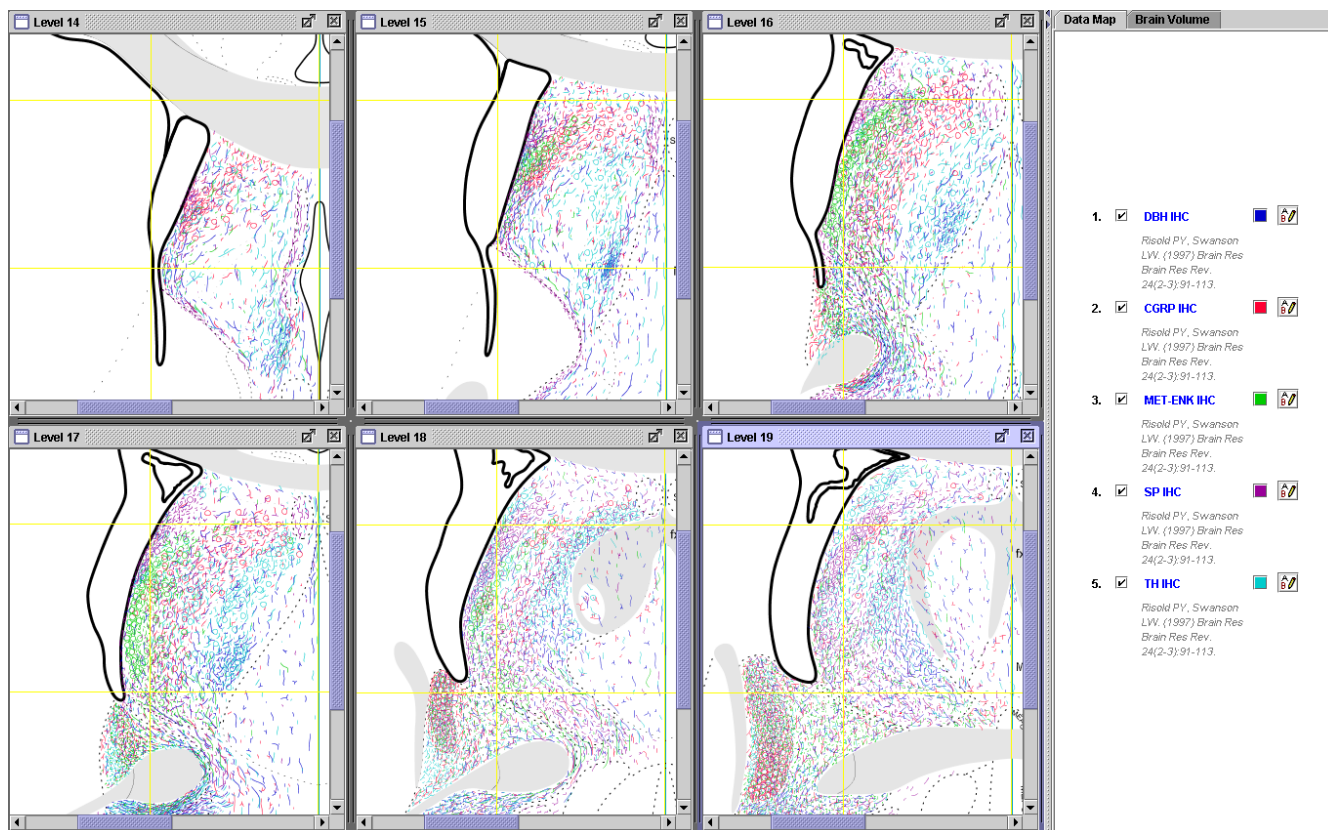 Level 14
Level 15
Level 16
Data Map
Brain Volume
s
1. DBH IHC
Risold PY, Swanson
LW. (1997) Brain Res
Brain Res Rev.
24(2-3):91-113.
2. CGRP IHC
Risold PY, Swanson
LW. (1997) Brain Res
Brain Res Rev.
24(2-3):91-113.
3. MET-ENK IHC
Risold PY, Swanson
LW. (1997) Brain Res
Brain Res Rev.
24(2-3):91-113.
4. SP IHC
Risold PY, Swanson
LW. (1997) Brain Res
Brain Res Rev.
24(2-3):91-113.
5. TH IHC
Risold PY, Swanson
LW. (1997) Brain Res
Brain Res Rev.
24(2-3):91-113.
Level 17
Level 18
Level 19
fx
fx
M